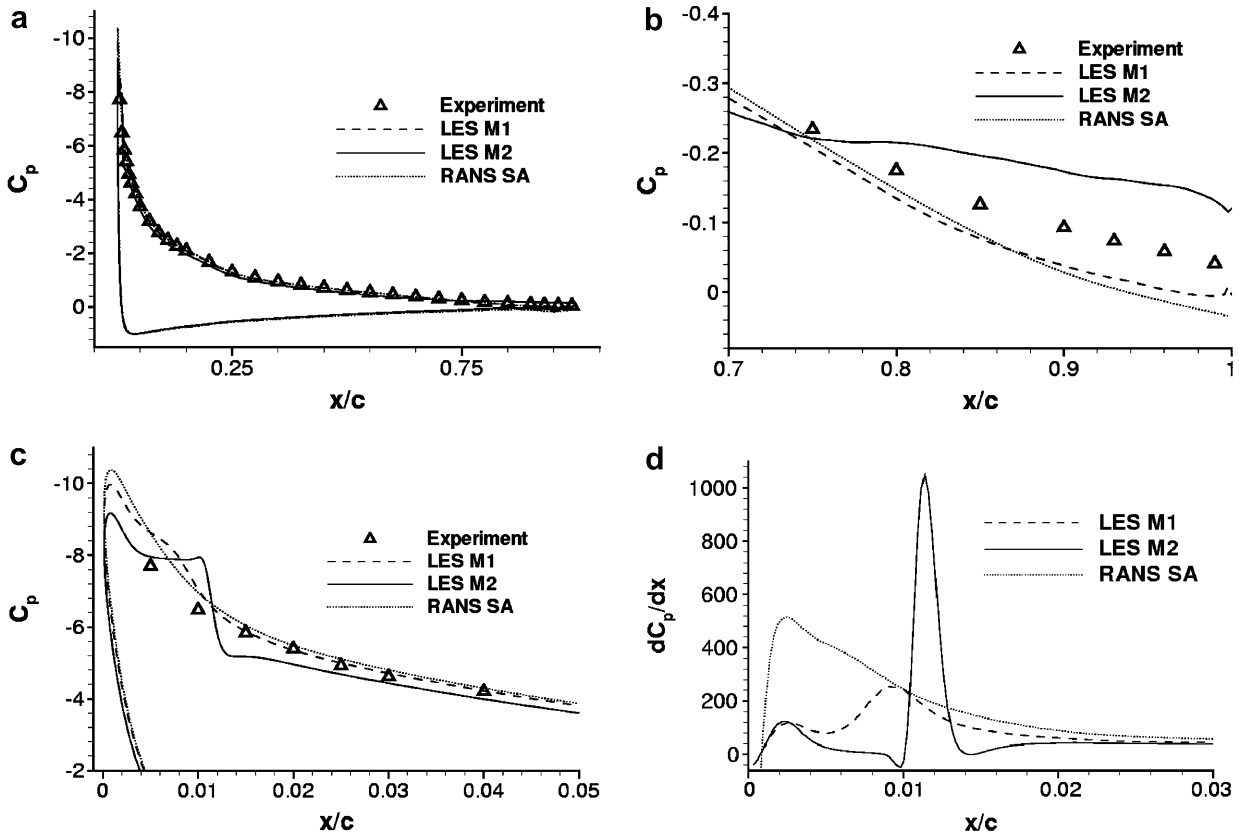 a
-10
-8
-6
-4
-2
0
Cp
0.25
0.75
x/c
Experiment
LES M1
LES M2
RANS SA
b
-0.4
-0.3
-0.2
-0.1
0
Cp
0.7
0.8
0.9
1
x/c
Experiment
LES M1
LES M2
RANS SA
c
-10
-8
-6
-4
-2
Cp
0
0.01
0.02
0.03
0.04
0.05
x/c
Experiment
LES M1
LES M2
RANS SA
d
1000
800
600
400
200
0
dCp/dx
0
0.01
0.02
0.03
x/c
LES M1
LES M2
RANS SA